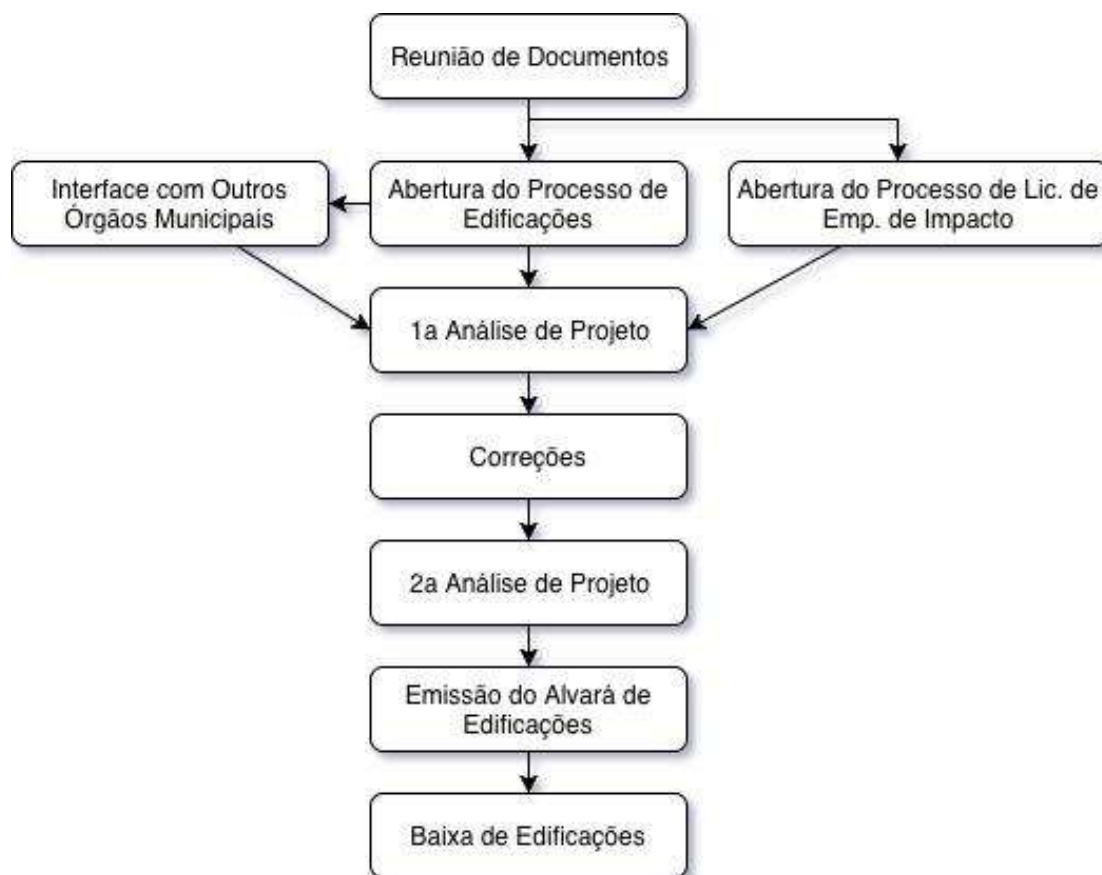 Reunião de Documentos
Interface com Outros
Órgãos Municipais
Abertura do Processo de
Edificações
Abertura do Processo de Lic. de
Emp. de Impacto
1a Análise de Projeto
Correções
2a Análise de Projeto
Emissão do Alvará de
Edificações
Baixa de Edificações